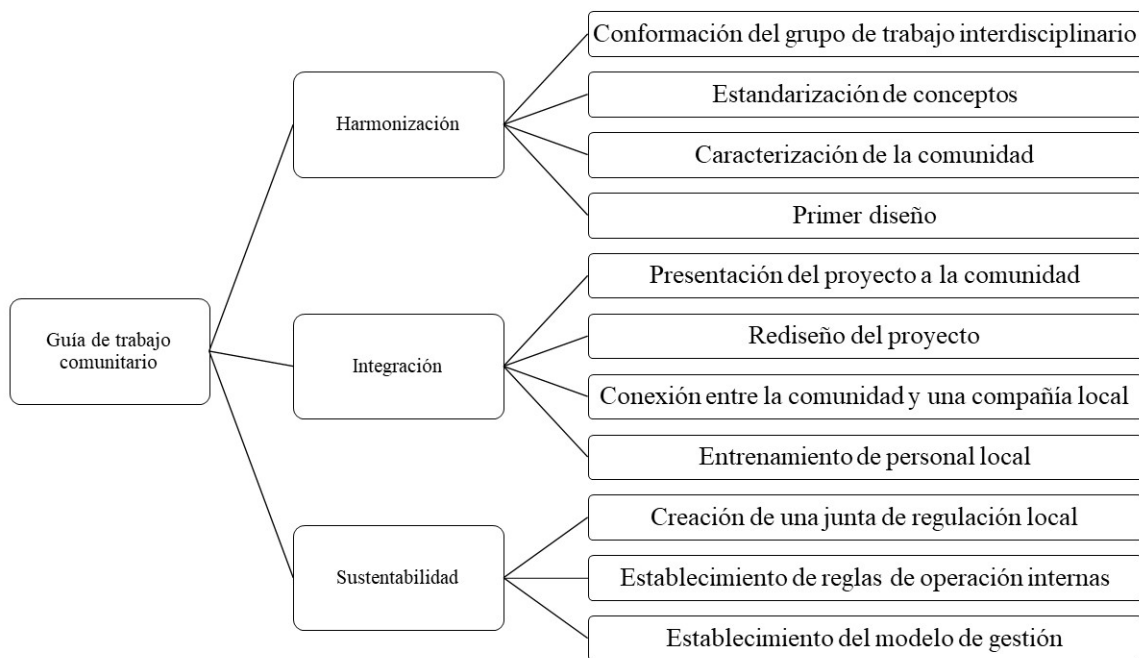 Guía de trabajo
comunitario
Harmonización
Conformación del grupo de trabajo interdisciplinario
Estandarización de conceptos
Caracterización de la comunidad
Primer diseño
Integración
Presentación del proyecto a la comunidad
Rediseño del proyecto
Conexión entre la comunidad y una compañía local
Entrenamiento de personal local
Sustentabilidad
Creación de una junta de regulación local
Establecimiento de reglas de operación internas
Establecimiento del modelo de gestión